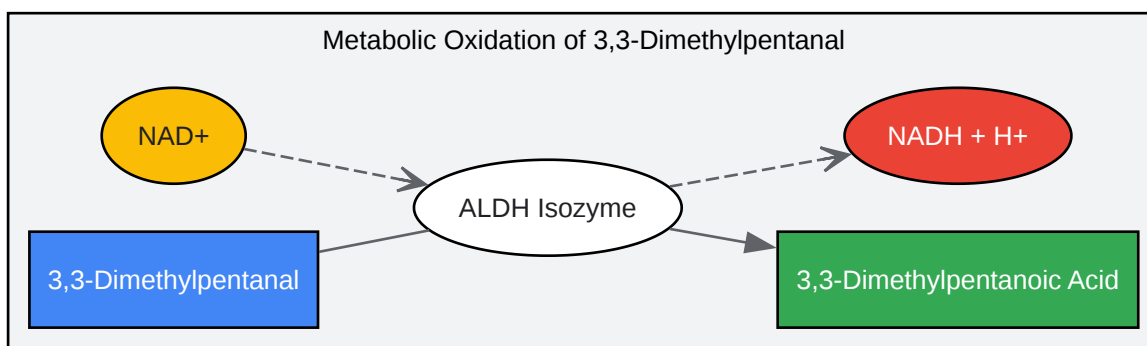 Metabolic Oxidation of 3,3-Dimethylpentanal
NAD+
NADH + H+
ALDH Isozyme
3,3-Dimethylpentanal
3,3-Dimethylpentanoic Acid